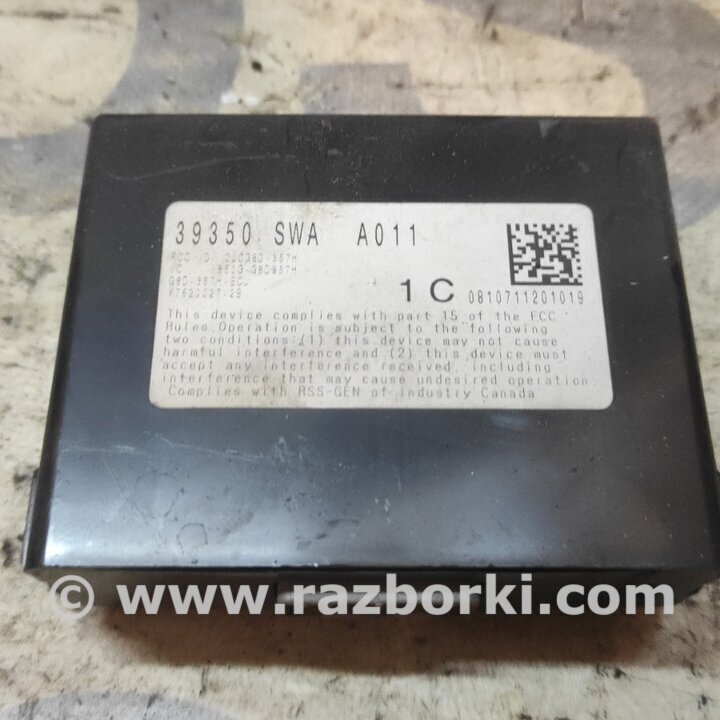 39350 SWA A011
FCC ID
IC
1C 0810711201019
This device complies with part 15 of the FCC
Rules.Operation is subject to the following
two conditions:(1) this device may not cause
harmful interference,and (2) this device must
accept any interference received, including
interference that may cause undesired operation
Complies with RSS-GEN of Industry Canada
© www.razborki.com